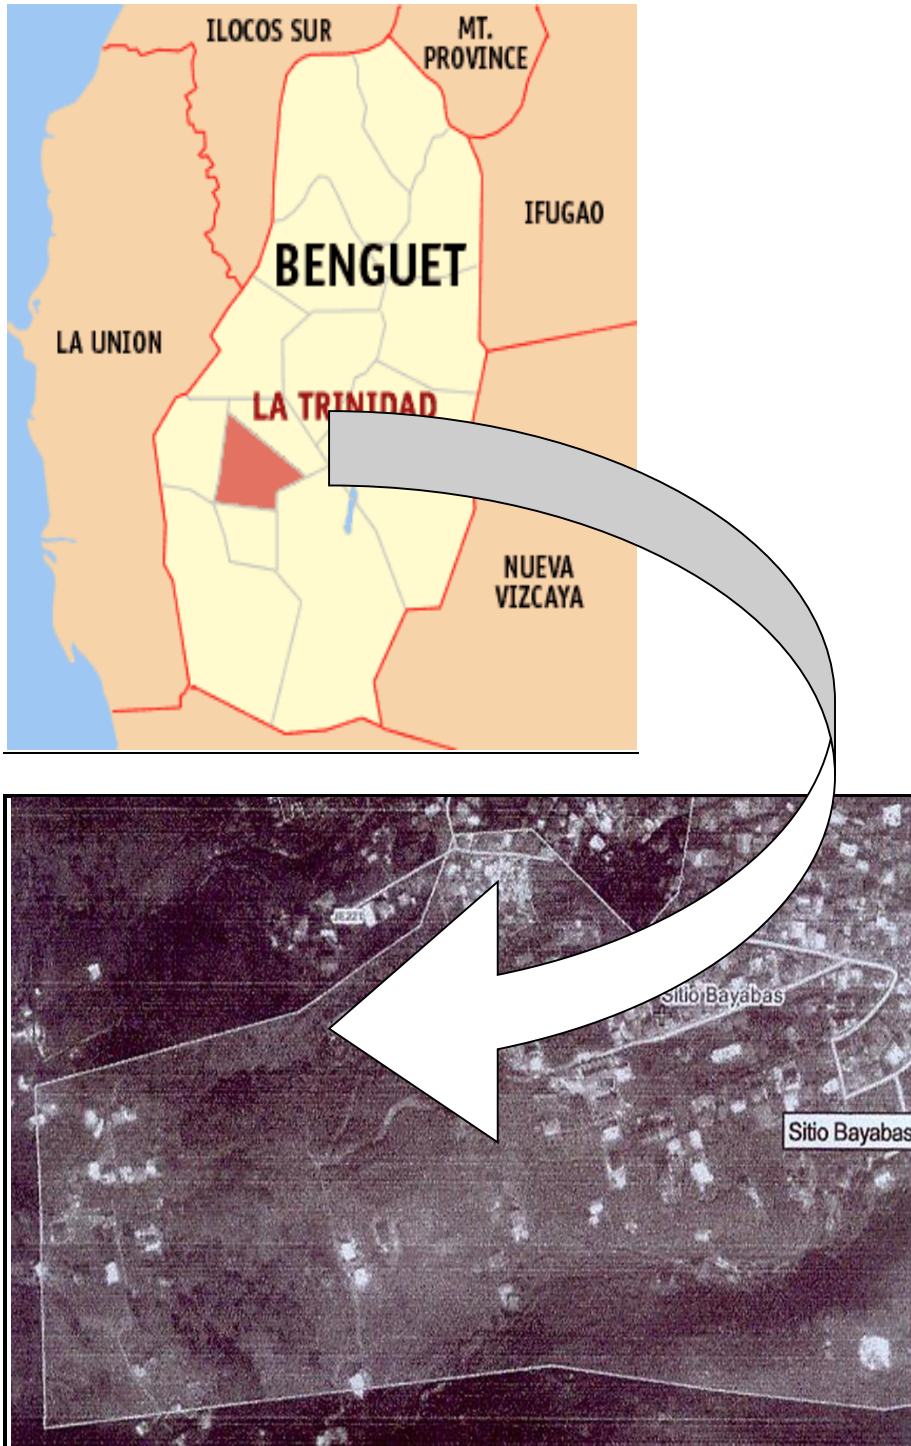 ILOCOS SUR
MT.
PROVINCE
IFUGAO
BENGUET
LA UNION
LA TRINIDAD
NUEVA
VIZCAYA
JE221
Sitio Bayabas
Sitio Bayabas